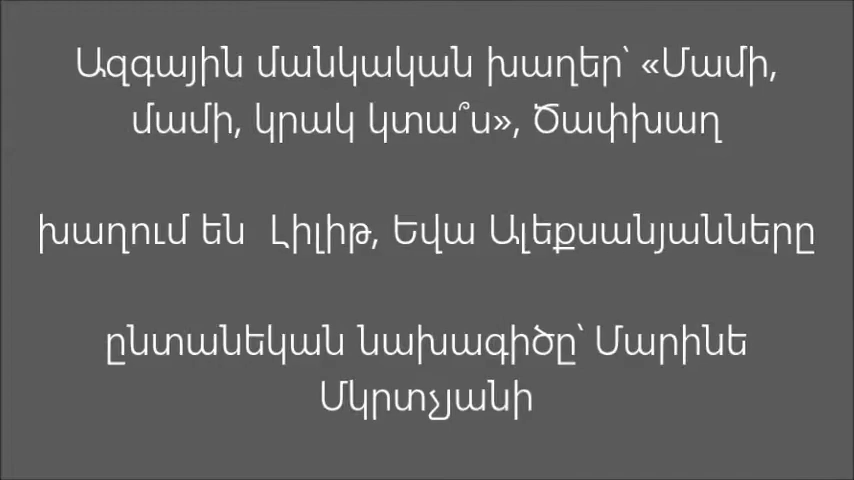 Ազգային մանկական խաղեր՝ «Մամի,
մամի, կրակ կտա՞ս», Ծափխաղ
խաղում են  Լիլիթ, Եվա Ալեքսանյանները
ընտանեկան նախագիծը՝ Մարինե
Մկրտչյանի